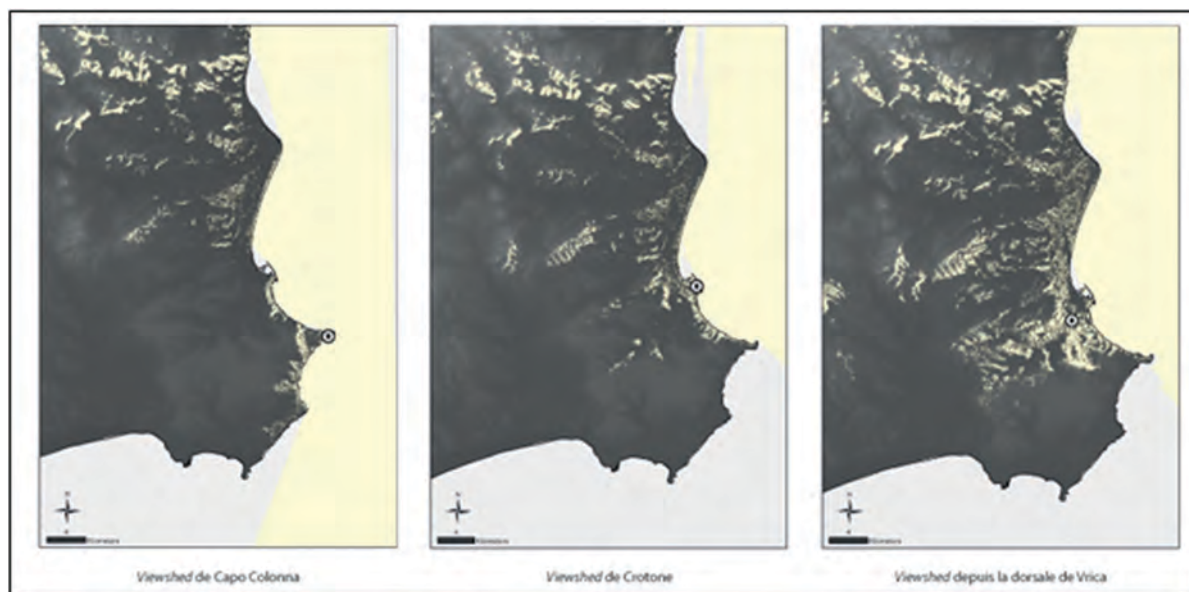 N
N
N
Viewshed de Capo Colonna
Viewshed de Crotone
Viewshed depuis la dorsale de Vrica